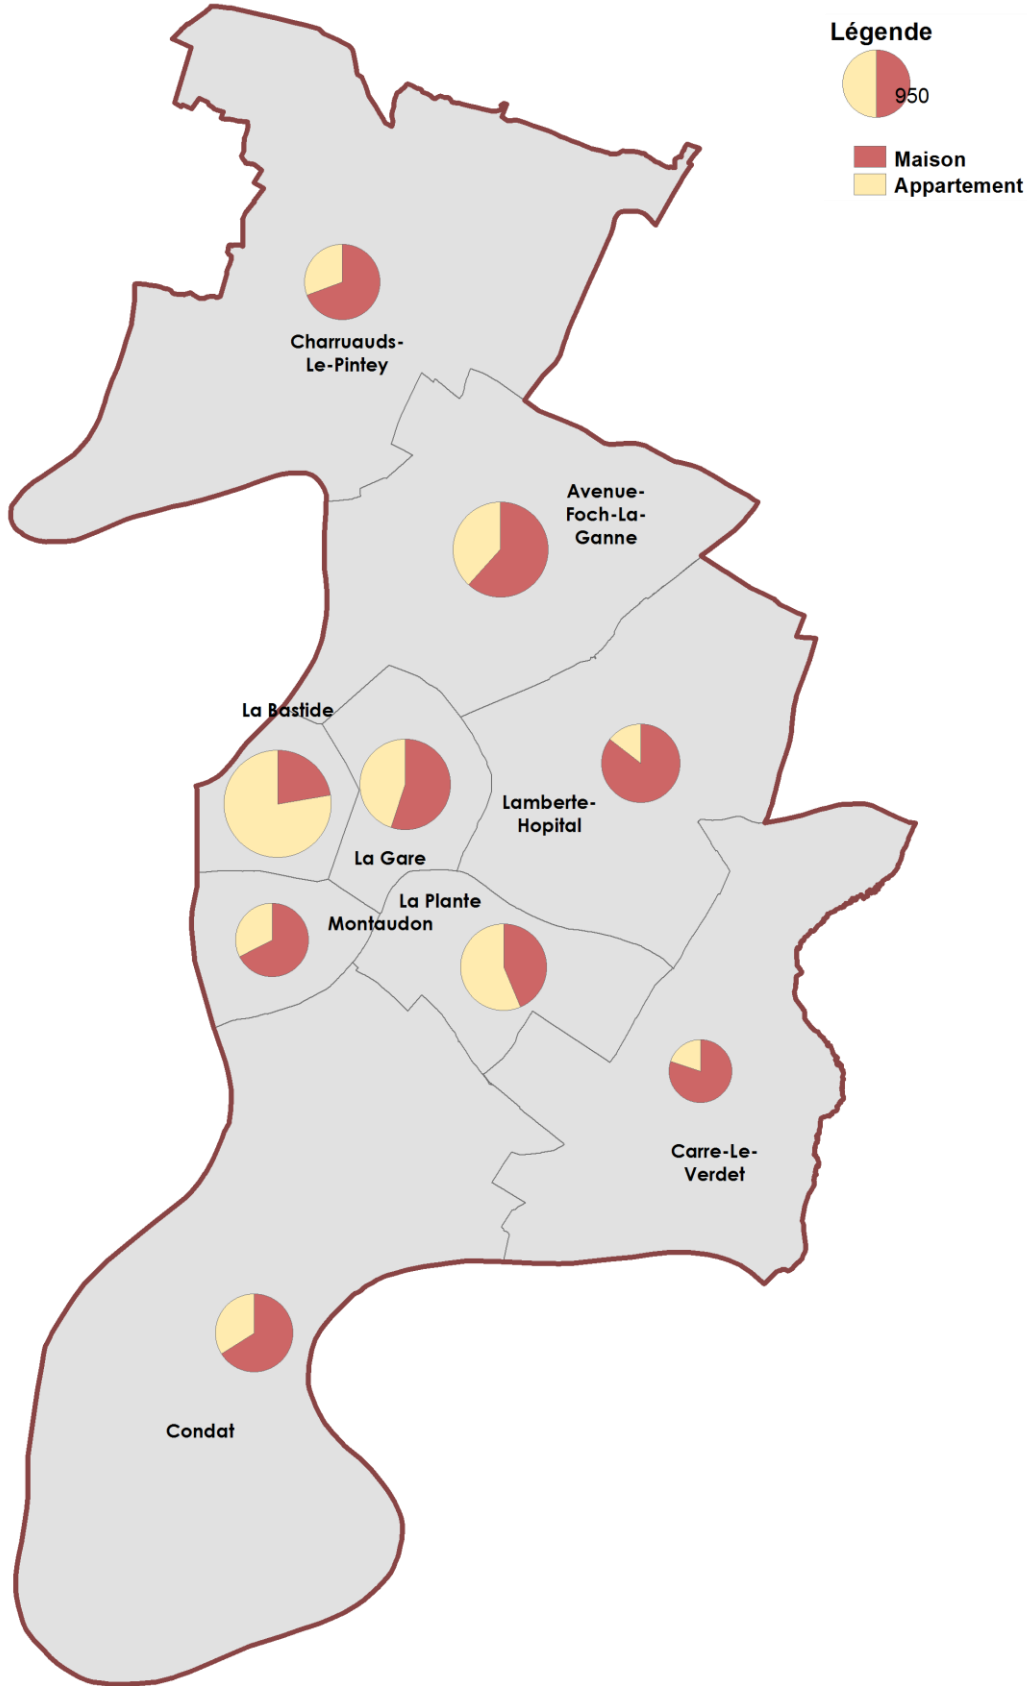 Légende
950
Maison
Appartement
Charruauds-
Le-Pintey
Avenue-
Foch-La-
Ganne
La Bastide
Lamberte-
Hopital
La Gare
La Plante
Montaudon
Carre-Le-
Verdet
Condat